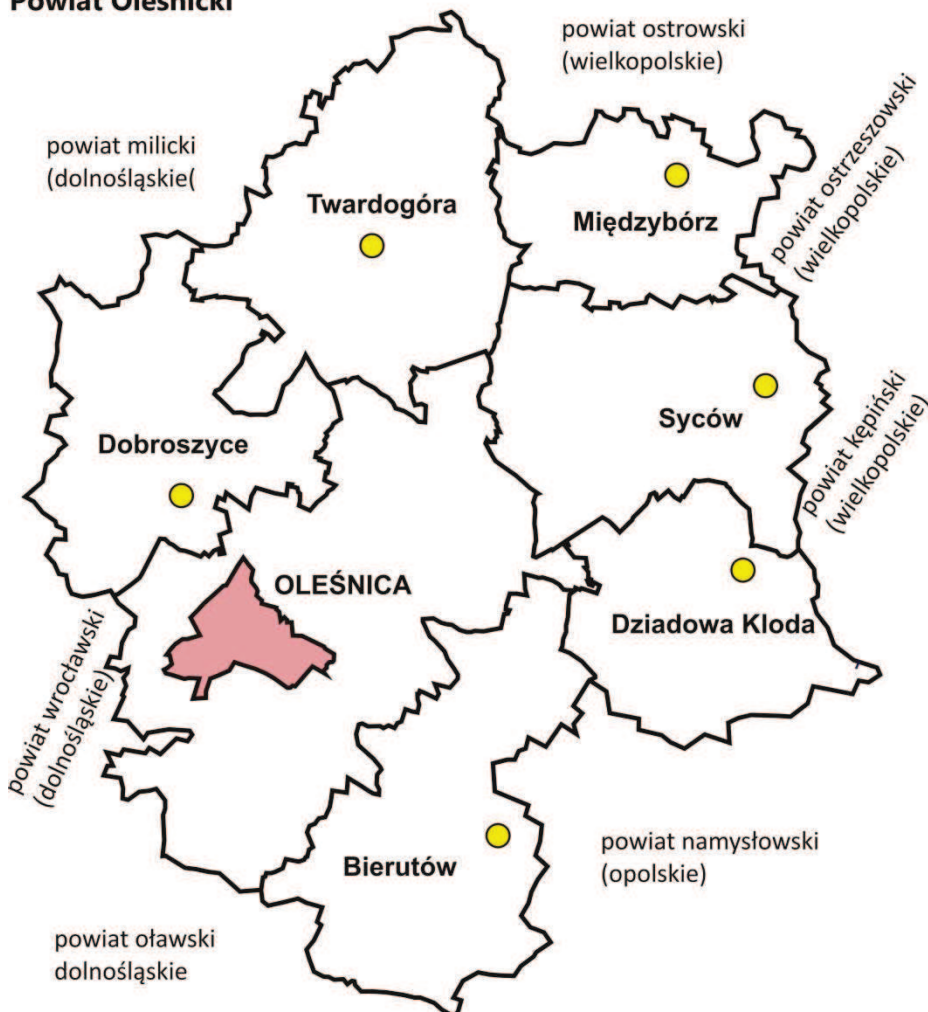 Powiat Oleśnicki
powiat ostrowski
(wielkopolskie)
powiat milicki
(dolnośląskie(
powiat ostrzeszowski
(wielkopolskie)
Twardogóra
Międzybórz
Syców
powiat kępiński
(wielkopolskie)
Dobroszyce
OLEŚNICA
Dziadowa Kloda
powiat wrocławski
(dolnośląskie)
Bierutów
powiat namysłowski
(opolskie)
powiat oławski
dolnośląskie